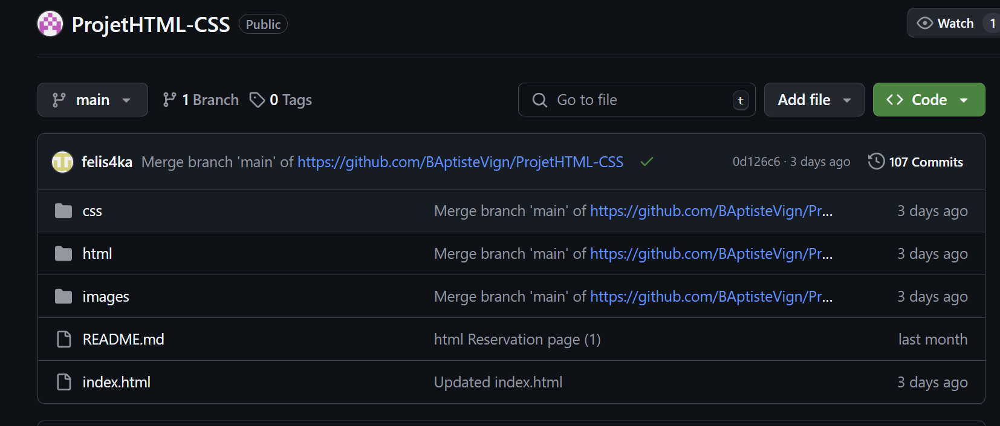 ProjetHTML-CSS Public Watch 1
main 1 Branch 0 Tags Go to file t Add file Code
felis4ka Merge branch 'main' of https://github.com/BAptisteVign/ProjetHTML-CSS 0d126c6 · 3 days ago 107 Commits
css Merge branch 'main' of https://github.com/BAptisteVign/Pr... 3 days ago
html Merge branch 'main' of https://github.com/BAptisteVign/Pr... 3 days ago
images Merge branch 'main' of https://github.com/BAptisteVign/Pr... 3 days ago
README.md html Reservation page (1) last month
index.html Updated index.html 3 days ago